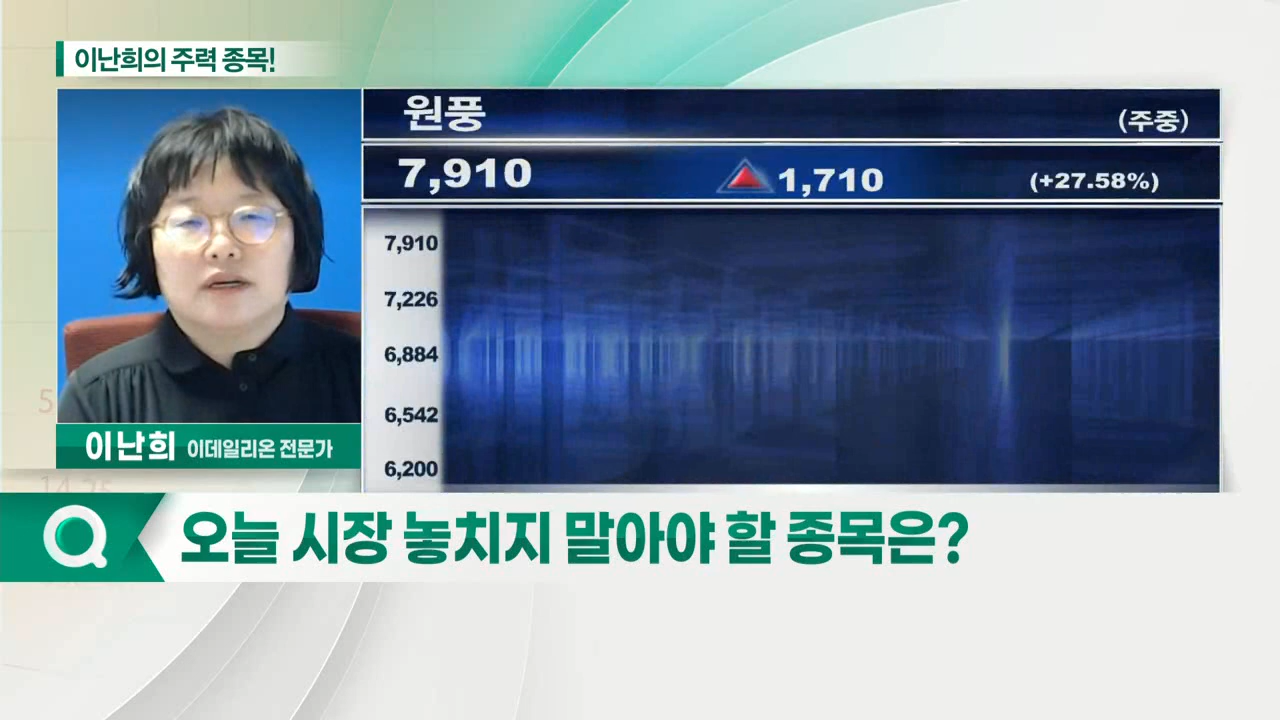 이난희의 주력 종목!
원풍 (주중)
7,910 1,710 (+27.58%)
7,910
7,226
6,884
6,542
6,200
이난희 이데일리온 전문가
오늘 시장 놓치지 말아야 할 종목은?